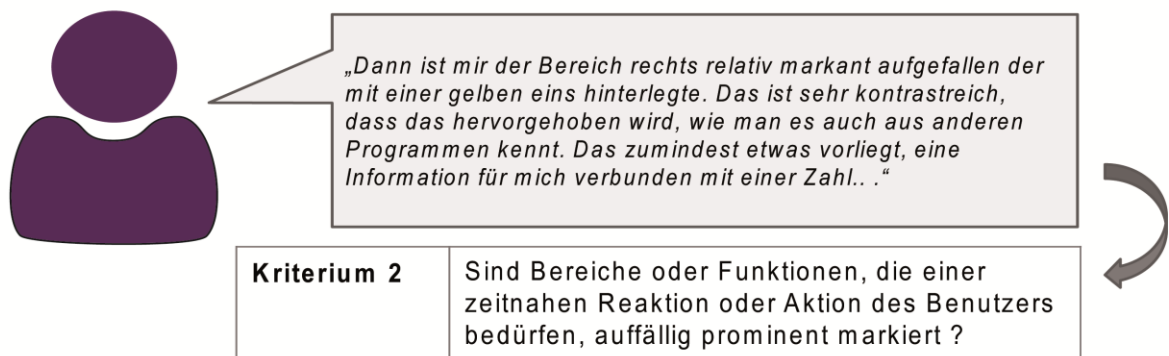 „Dann ist mir der Bereich rechts relativ markant aufgefallen der
mit einer gelben eins hinterlegte. Das ist sehr kontrastreich,
dass das hervorgehoben wird, wie man es auch aus anderen
Programmen kennt. Das zumindest etwas vorliegt, eine
Information für mich verbunden mit einer Zahl.. .“
Kriterium 2
Sind Bereiche oder Funktionen, die einer
zeitnahen Reaktion oder Aktion des Benutzers
bedürfen, auffällig prominent markiert ?